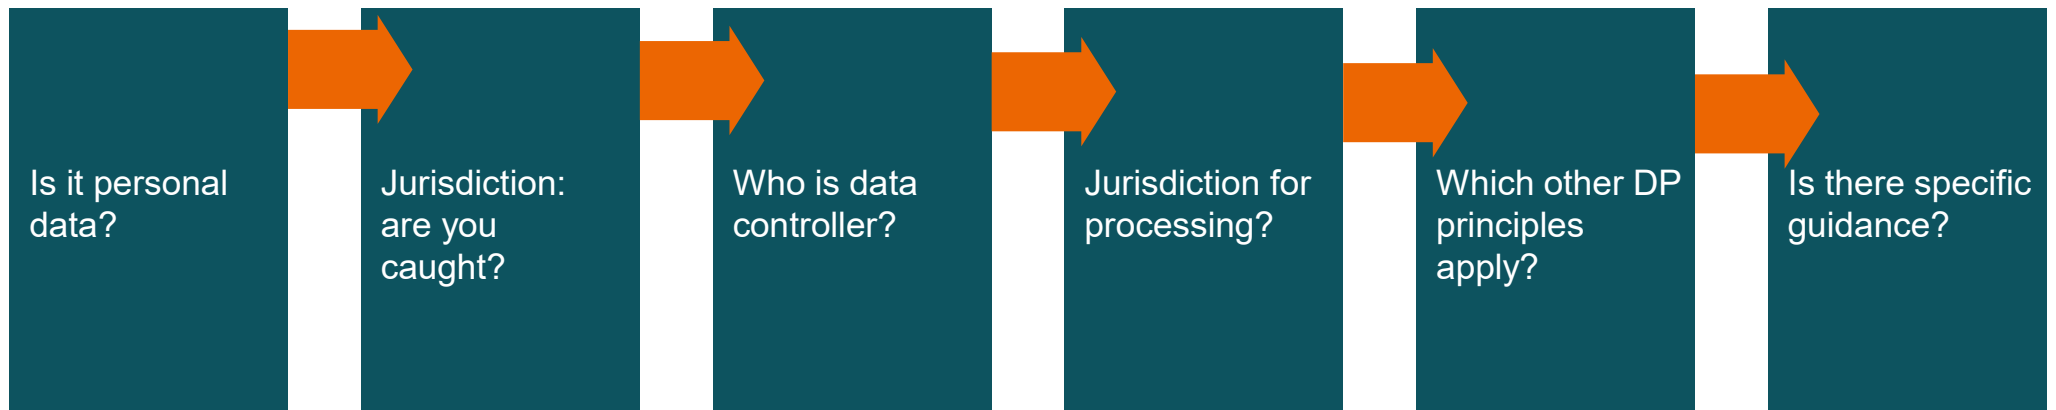 Is it personal
data?
Jurisdiction:
are you
caught?
Who is data
controller?
Jurisdiction for
processing?
Which other DP
principles
apply?
Is there specific
guidance?